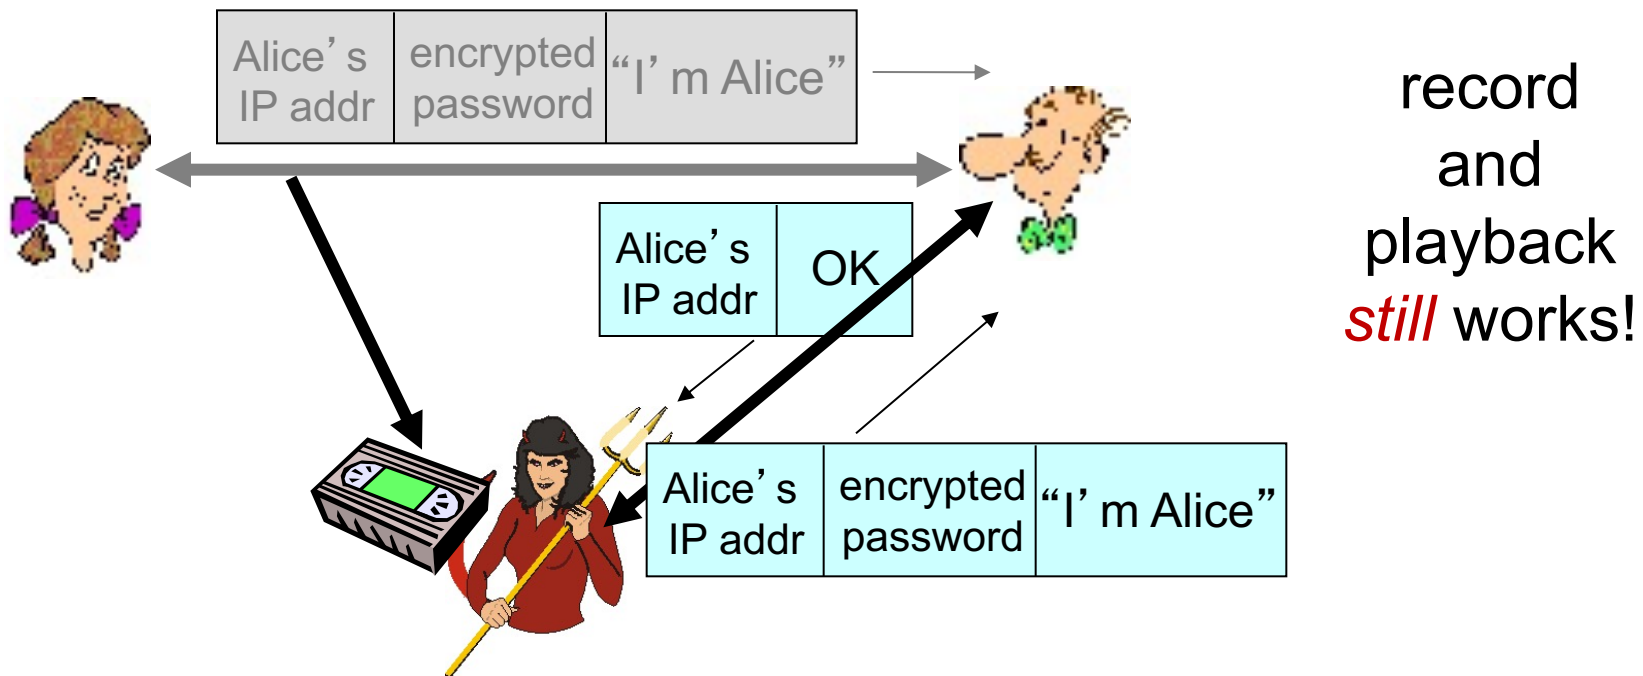 Alice’s
IP addr
encrypted
password
“I’m Alice”
record
and
playback
still works!
Alice’s
IP addr
OK
Alice’s
IP addr
encrypted
password
“I’m Alice”